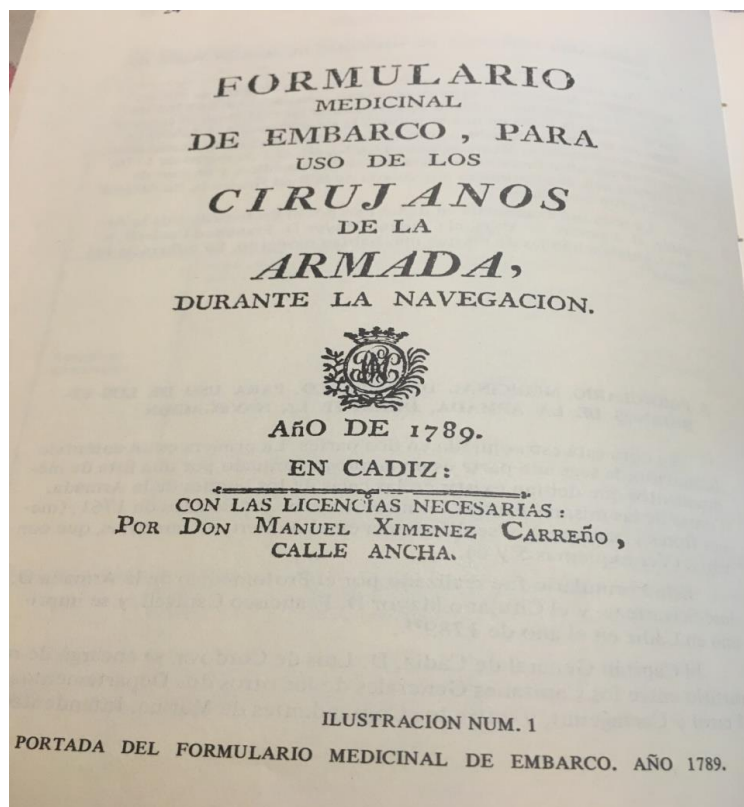 FORMULARIO
MEDICINAL
DE EMBARCO, PARA
USO DE LOS
CIRUJANOS
DE LA
ARMADA,
DURANTE LA NAVEGACION.
AñO DE 1789.
EN CADIZ:
CON LAS LICENCIAS NECESARIAS:
POR DON MANUEL XIMENEZ CARREñO,
CALLE ANCHA.
ILUSTRACION NUM. 1
PORTADA DEL FORMULARIO MEDICINAL DE EMBARCO. AÑO 1789.